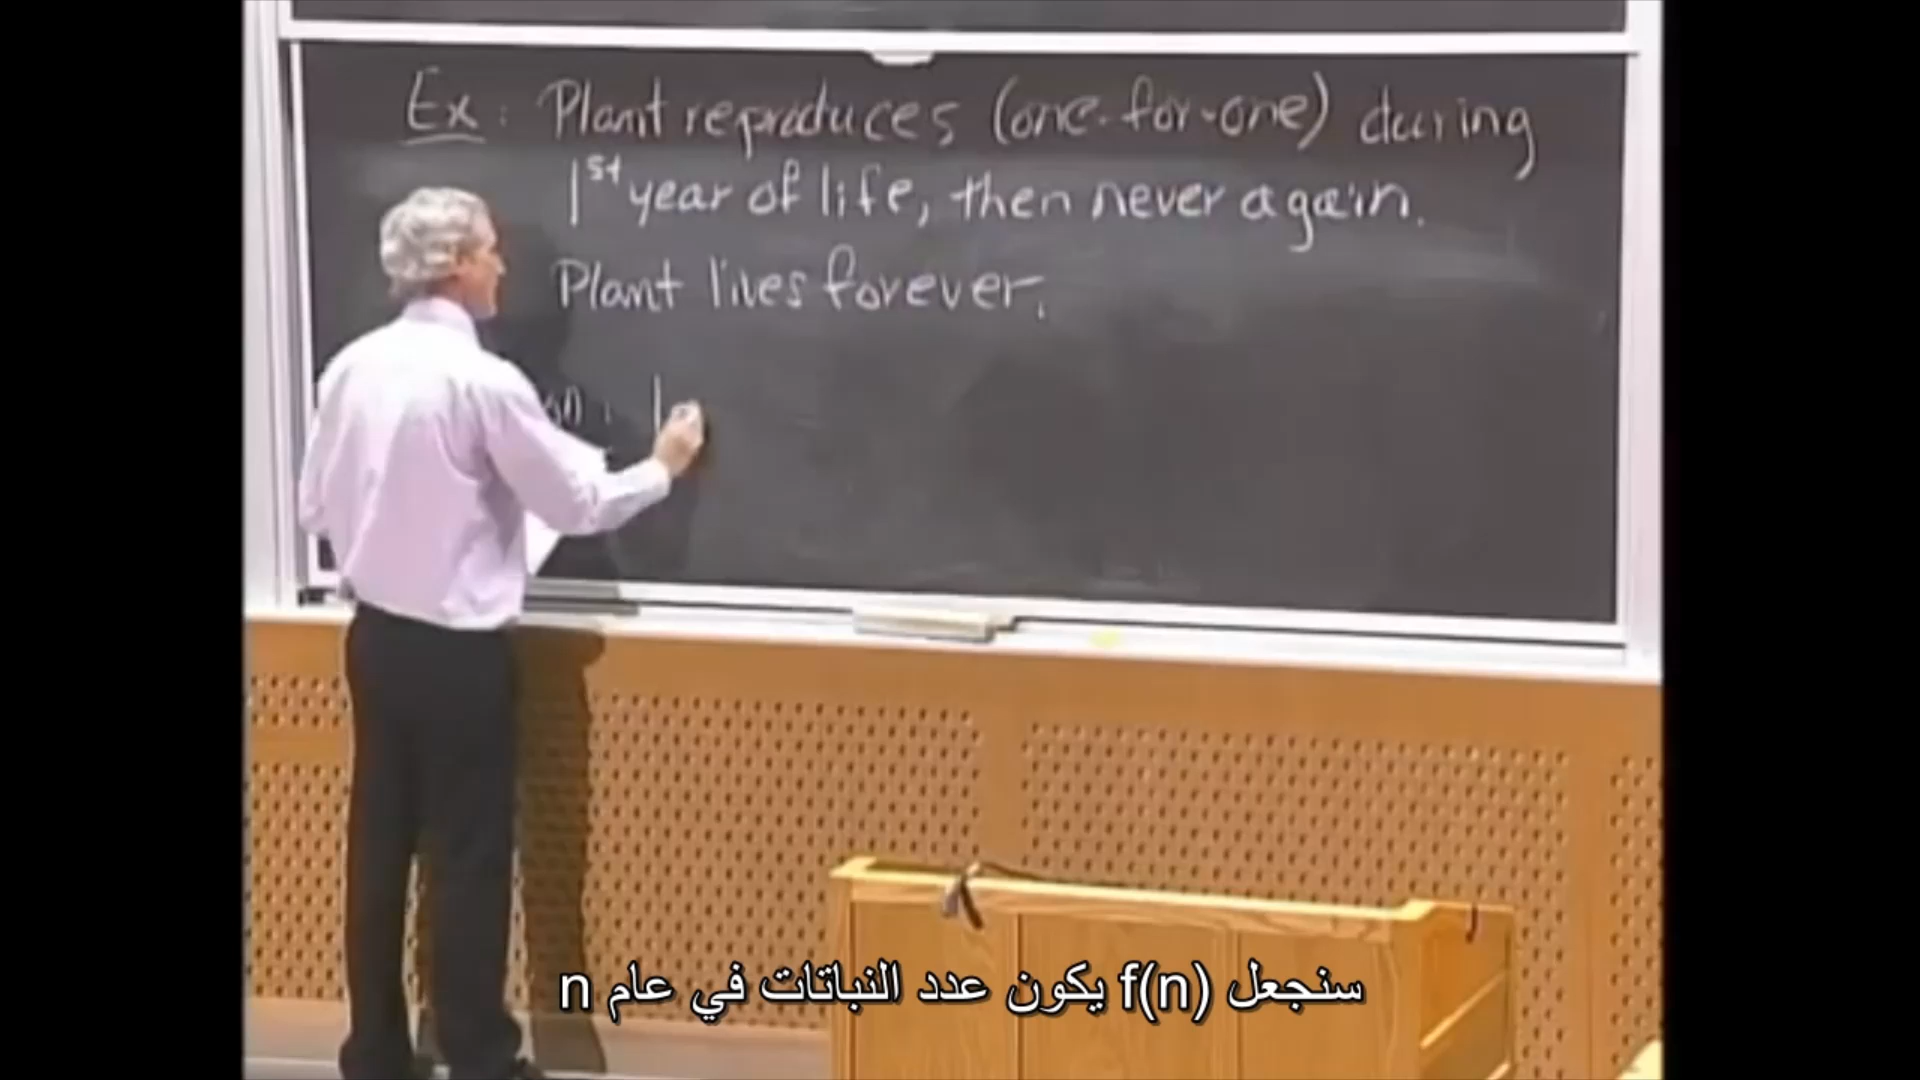 Ex: Plant reproduces (one-for-one) during
1st year of life, then never again.
Plant lives forever.
سنجعل f(n) يكون عدد النباتات في عام n